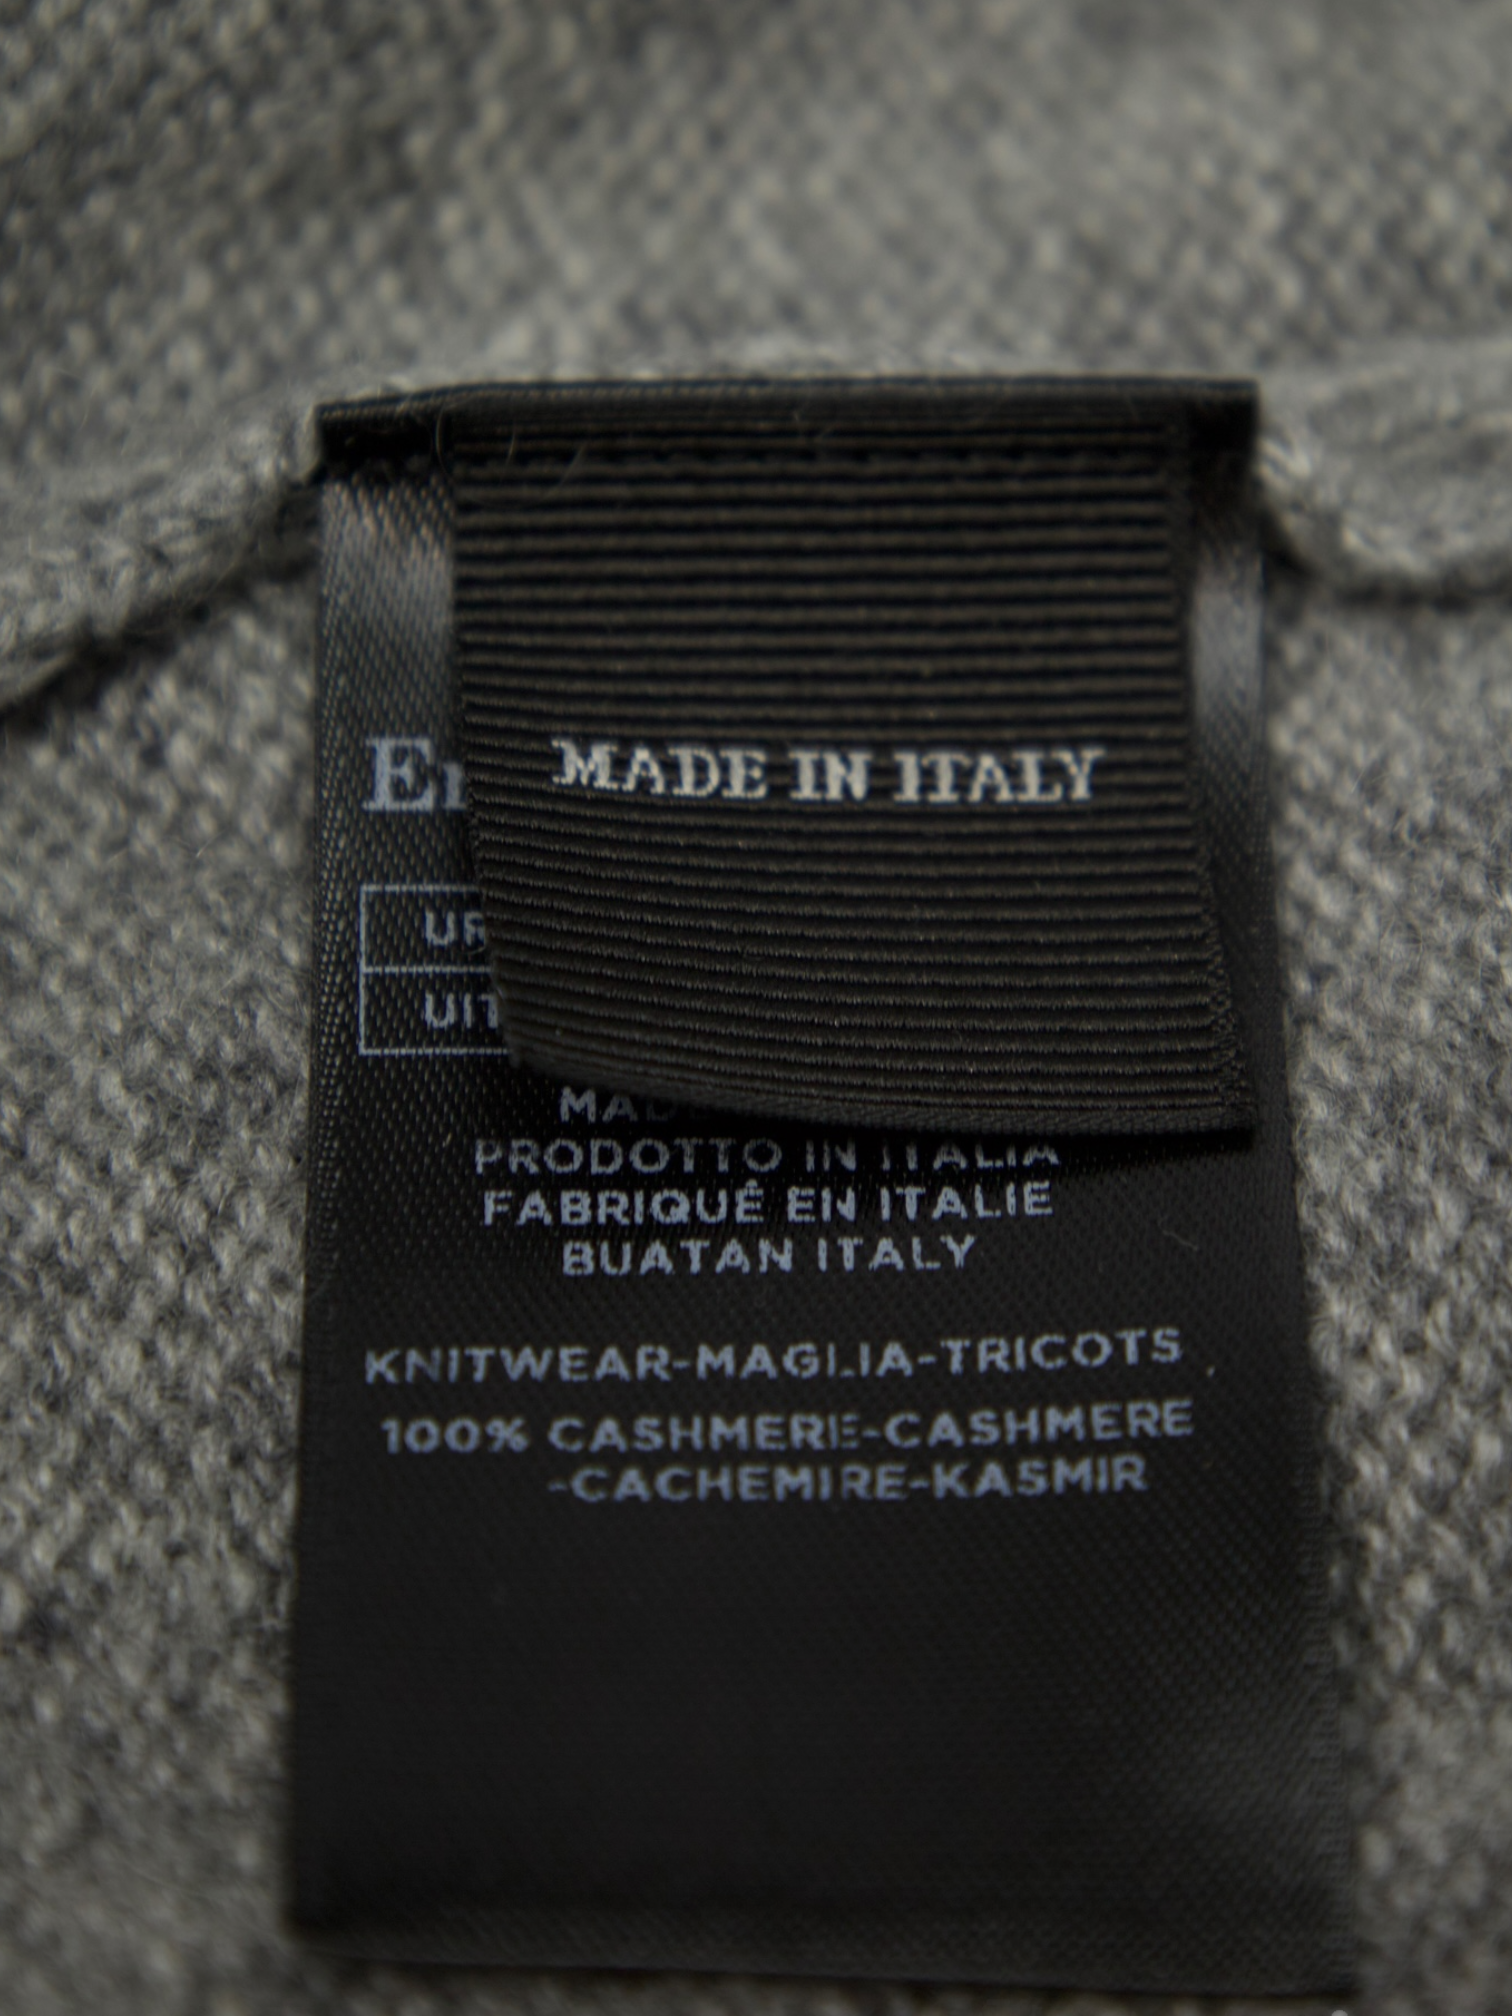 MADE IN ITALY
PRODOTTO IN ITALIA
FABRIQUÉ EN ITALIE
BUATAN ITALY
KNITWEAR-MAGLIA-TRICOTS
100% CASHMERE-CASHMERE
-CACHEMIRE-KASMIR